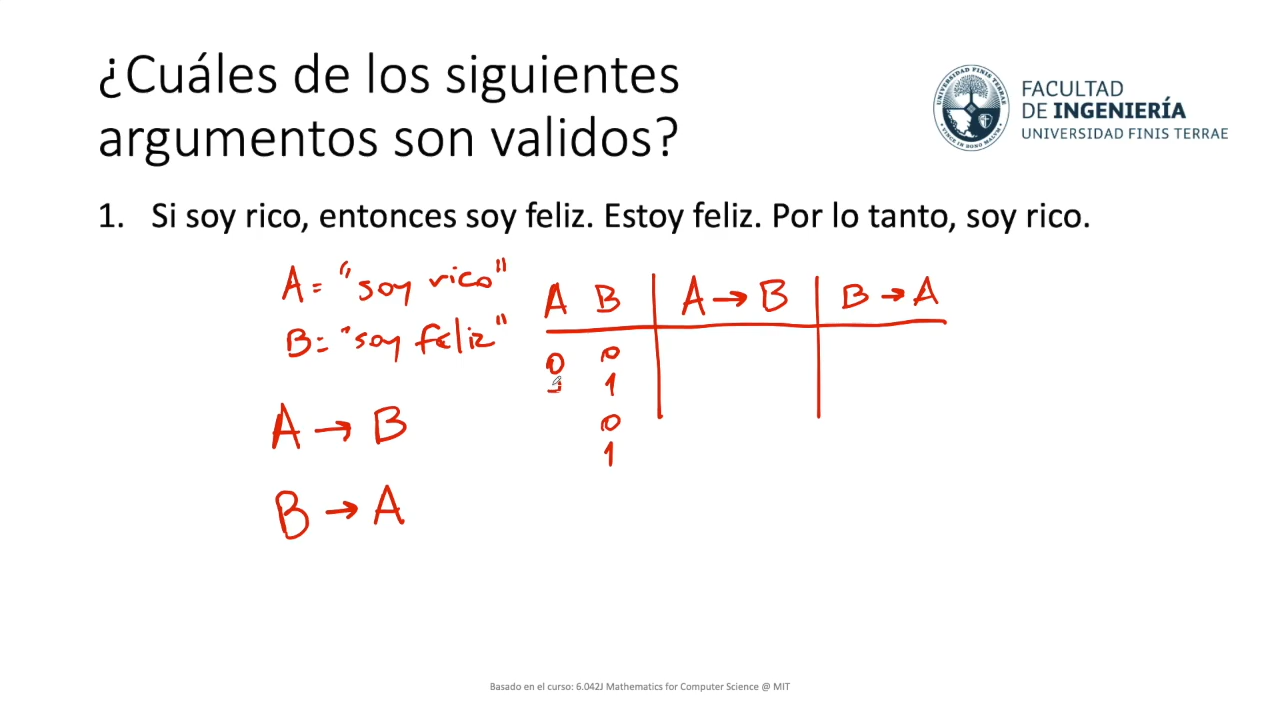 ¿Cuáles de los siguientes
argumentos son validos?
FACULTAD
DE INGENIERÍA
UNIVERSIDAD FINIS TERRAE
1. Si soy rico, entonces soy feliz. Estoy feliz. Por lo tanto, soy rico.
A = "soy rico"
B = "soy feliz"
A → B
B → A
A B | A → B | B → A
0 0
1
0
1
Basado en el curso: 6.042J Mathematics for Computer Science @ MIT